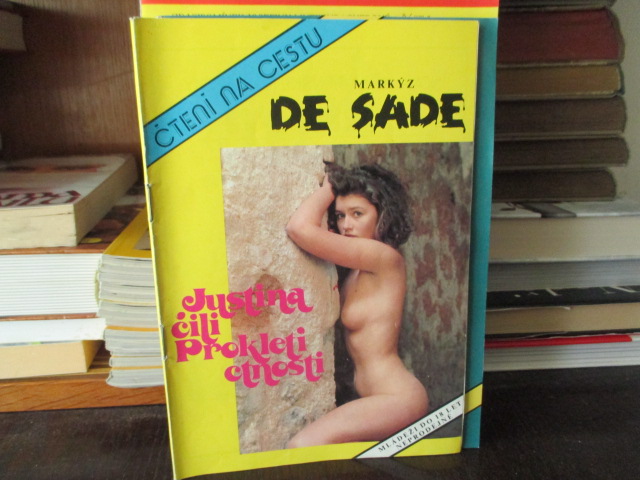 ČTENÍ NA CESTU
MARKÝZ
DE SADE
Justina
čili
Prokletí
ctnosti
MLÁDEŽI DO 18 LET
NEPRODEJNÉ